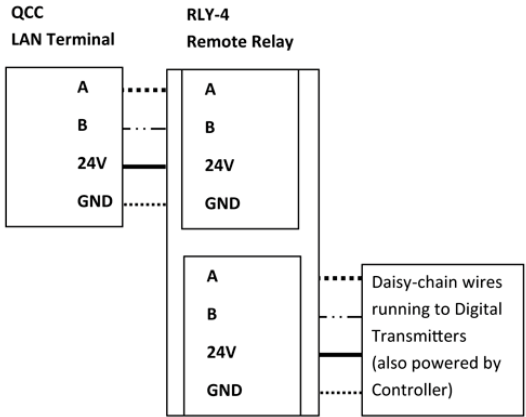 QCC
LAN Terminal
RLY-4
Remote Relay
A
B
24V
GND
A
B
24V
GND
A
B
24V
GND
Daisy-chain wires
running to Digital
Transmitters
(also powered by
Controller)